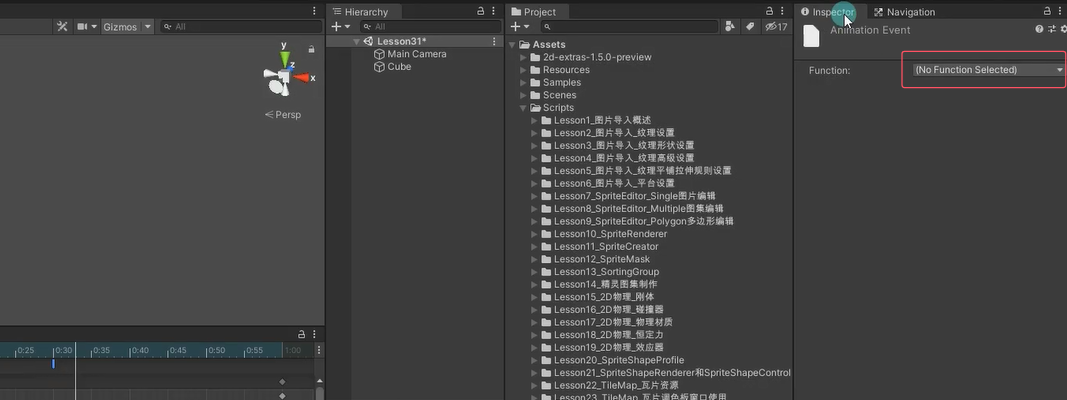 Gizmos
All
y
z
x
Persp
0:25
0:30
0:35
0:40
0:45
0:50
0:55
1:00
Hierarchy
All
Lesson31*
Main Camera
Cube
Project
17
Assets
2d-extras-1.5.0-preview
Resources
Samples
Scenes
Scripts
Lesson1_图片导入概述
Lesson2_图片导入_纹理设置
Lesson3_图片导入_纹理形状设置
Lesson4_图片导入_纹理高级设置
Lesson5_图片导入_纹理平铺拉伸规则设置
Lesson6_图片导入_平台设置
Lesson7_SpriteEditor_Single图片编辑
Lesson8_SpriteEditor_Multiple图集编辑
Lesson9_SpriteEditor_Polygon多边形编辑
Lesson10_SpriteRenderer
Lesson11_SpriteCreator
Lesson12_SpriteMask
Lesson13_SortingGroup
Lesson14_精灵图集制作
Lesson15_2D物理_刚体
Lesson16_2D物理_碰撞器
Lesson17_2D物理_物理材质
Lesson18_2D物理_恒定力
Lesson19_2D物理_效应器
Lesson20_SpriteShapeProfile
Lesson21_SpriteShapeRenderer和SpriteShapeControl
Lesson22_TileMap_瓦片资源
Lesson23_TileMap_瓦片调色板窗口使用
Inspector
Navigation
Animation Event
Function:
(No Function Selected)